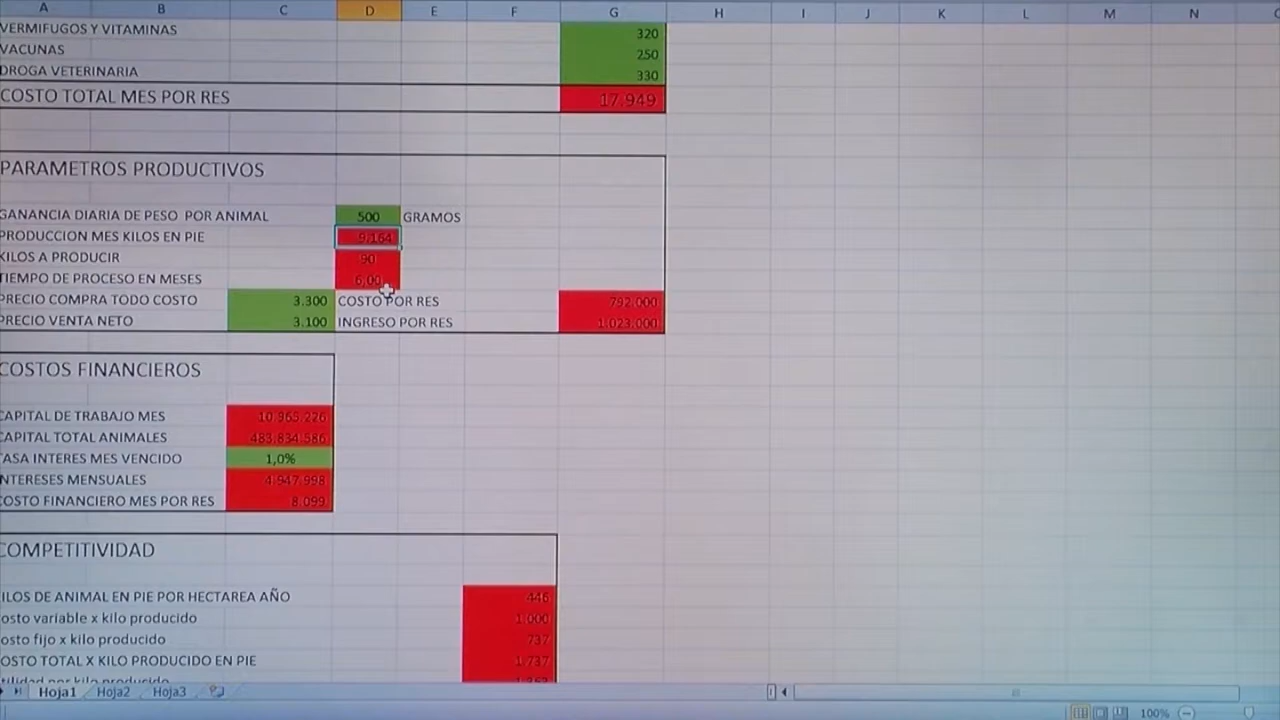 A B C D E F G H I J K L M N
VERMIFUGOS Y VITAMINAS 320
VACUNAS 250
DROGA VETERINARIA 330
COSTO TOTAL MES POR RES 17.949
PARAMETROS PRODUCTIVOS
GANANCIA DIARIA DE PESO POR ANIMAL 500 GRAMOS
PRODUCCION MES KILOS EN PIE 9.164
KILOS A PRODUCIR 90
TIEMPO DE PROCESO EN MESES 6,00
PRECIO COMPRA TODO COSTO 3.300 COSTO POR RES 792.000
PRECIO VENTA NETO 3.100 INGRESO POR RES 1.023.000
COSTOS FINANCIEROS
CAPITAL DE TRABAJO MES 10.965.226
CAPITAL TOTAL ANIMALES 483.834.586
TASA INTERES MES VENCIDO 1,0%
INTERESES MENSUALES 4.947.998
COSTO FINANCIERO MES POR RES 8.099
COMPETITIVIDAD
ILOS DE ANIMAL EN PIE POR HECTAREA AÑO 446
osto variable x kilo producido 1.000
osto fijo x kilo producido 737
OSTO TOTAL X KILO PRODUCIDO EN PIE 1.737
Hoja1 Hoja2 Hoja3
100%